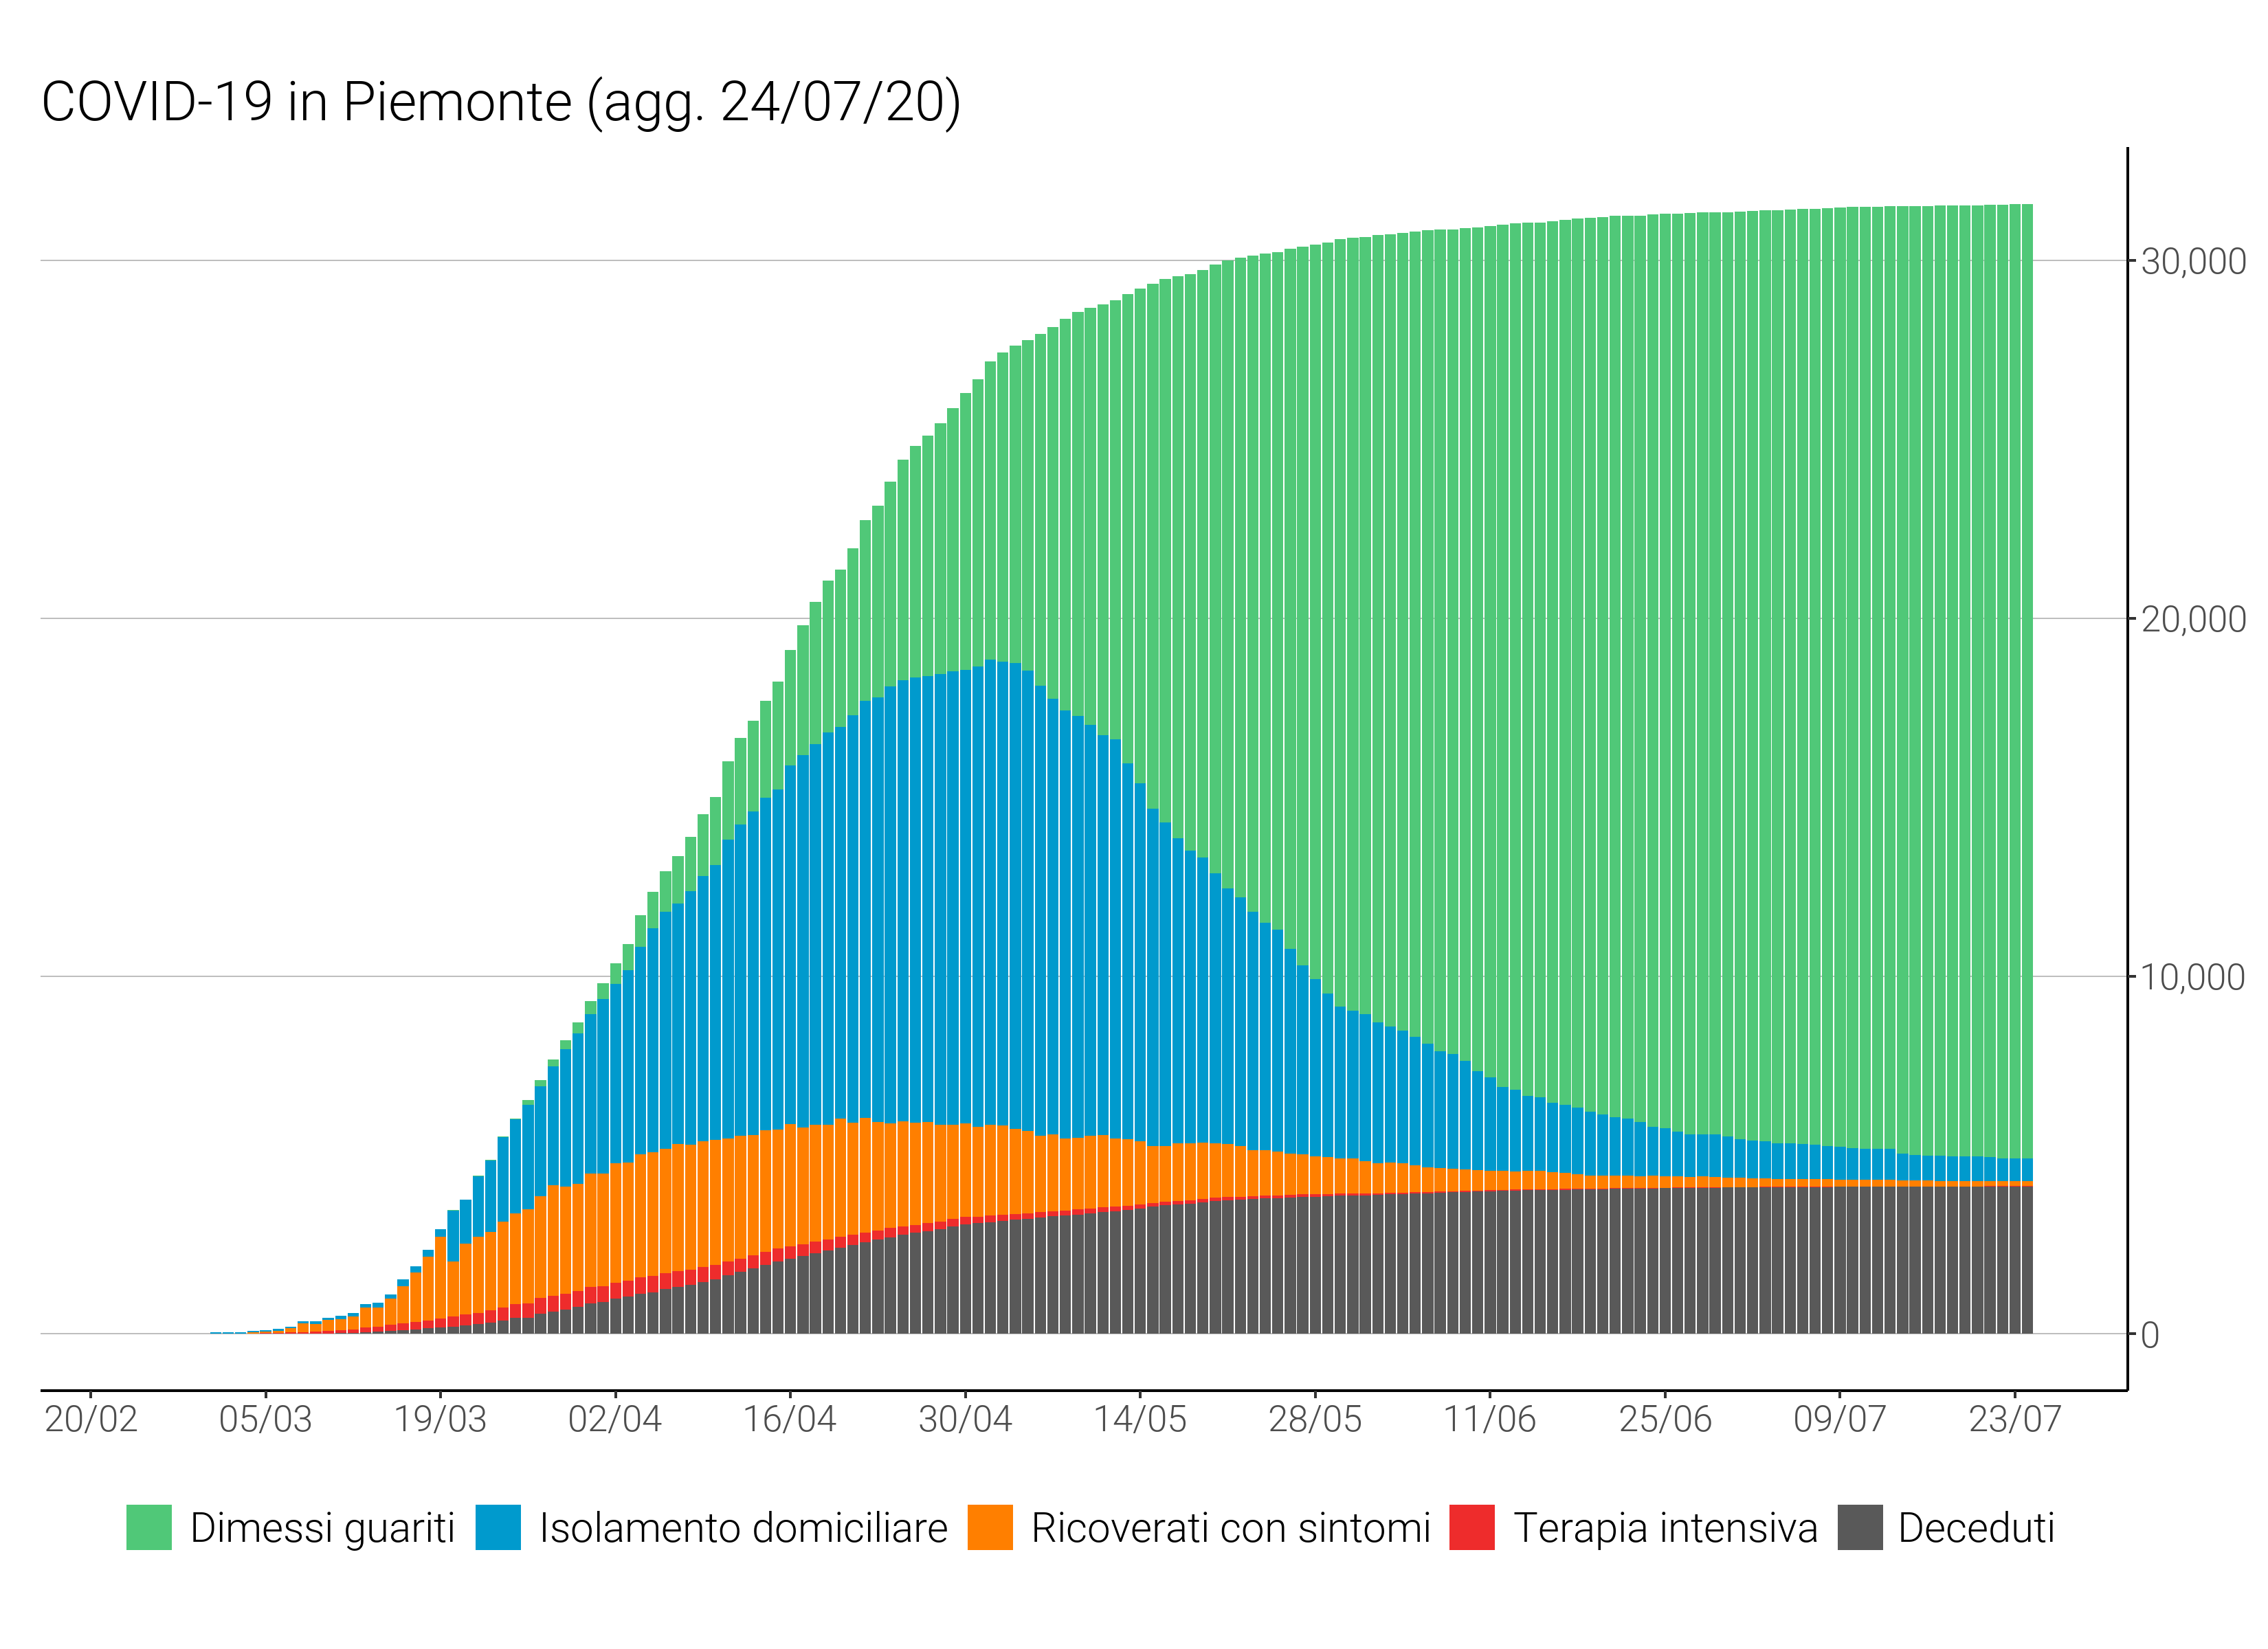 COVID-19 in Piemonte (agg. 24/07/20)
30,000
20,000
10,000
0
20/02 05/03 19/03 02/04 16/04 30/04 14/05 28/05 11/06 25/06 09/07 23/07
Dimessi guariti Isolamento domiciliare Ricoverati con sintomi Terapia intensiva Deceduti